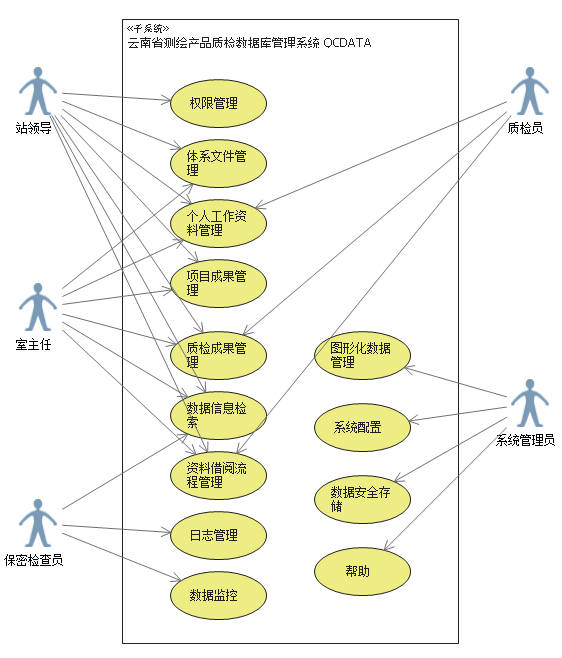 «子系统»
云南省测绘产品质检数据库管理系统 QCDATA
站领导
质检员
权限管理
体系文件管
理
个人工作资
料管理
项目成果管
理
室主任
质检成果管
理
图形化数据
管理
数据信息检
索
系统配置
系统管理员
资料借阅流
程管理
数据安全存
储
保密检查员
日志管理
帮助
数据监控